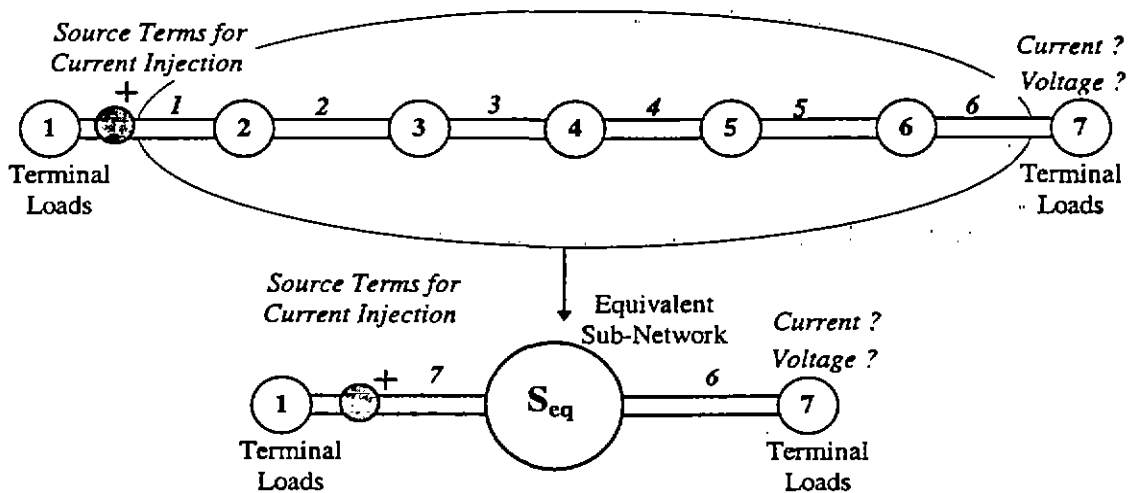 Source Terms for
Current Injection
+
Current ?
Voltage ?
1 2 3 4 5 6
1 2 3 4 5 6 7
Terminal
Loads
Terminal
Loads
Source Terms for
Current Injection
Equivalent
Sub-Network
Current ?
Voltage ?
+
7 6
1 Seq 7
Terminal
Loads
Terminal
Loads